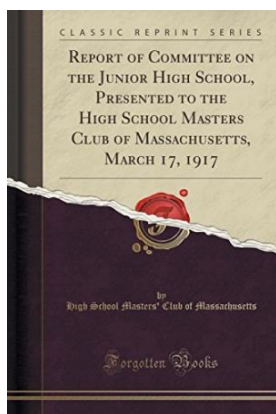 CLASSIC REPRINT SERIES
REPORT OF COMMITTEE ON
THE JUNIOR HIGH SCHOOL,
PRESENTED TO THE
HIGH SCHOOL MASTERS
CLUB OF MASSACHUSETTS,
MARCH 17, 1917
by
High School Masters' Club of Massachusetts
Forgotten Books